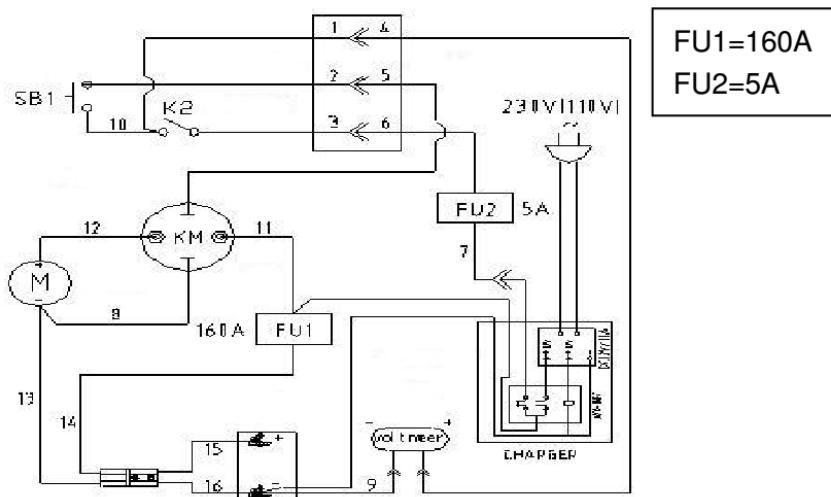 FU1=160A
FU2=5A
1 4
2 5
SB1
K2
10
3 6
230V(110V)
12
KM
11
FU2 5A
7
M
8
160A FU1
13
14
15
+
16
-
- +
voltmeer
9
CHARGER